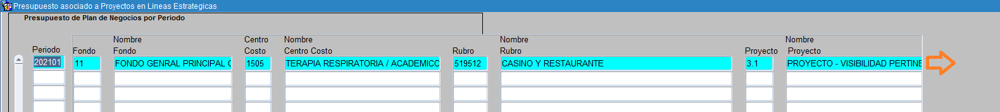 Presupuesto asociado a Proyectos en Lineas Estrategicas
Presupuesto de Plan de Negocios por Periodo
Nombre Centro Nombre Nombre Nombre
Periodo Fondo Fondo Costo Centro Costo Rubro Rubro Proyecto Proyecto
202101 11 FONDO GENRAL PRINCIPAL 1505 TERAPIA RESPIRATORIA / ACADEMICO 519512 CASINO Y RESTAURANTE 3.1 PROYECTO - VISIBILIDAD PERTINE